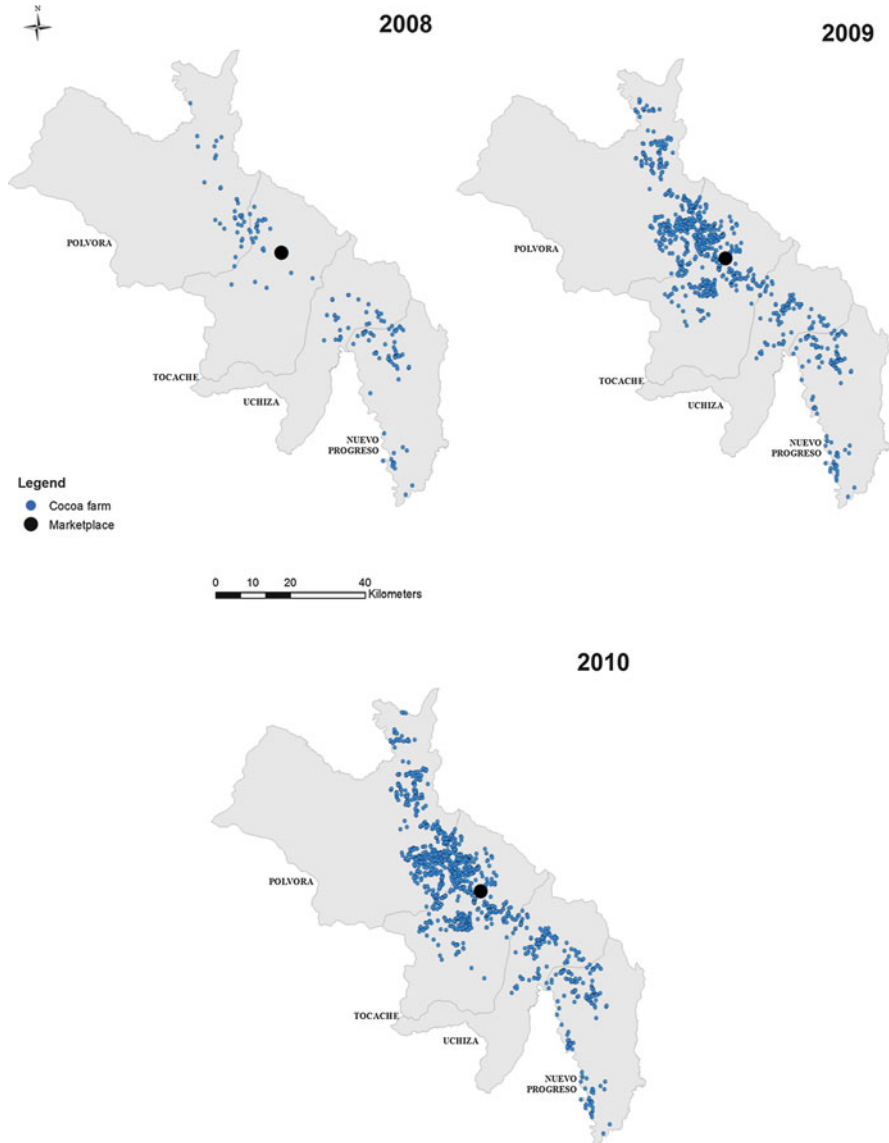 N
2008
2009
POLVORA
POLVORA
TOCACHE
UCHIZA
NUEVO
PROGRESO
TOCACHE
UCHIZA
NUEVO
PROGRESO
Legend
Cocoa farm
Marketplace
0 10 20 40
Kilometers
2010
POLVORA
TOCACHE
UCHIZA
NUEVO
PROGRESO